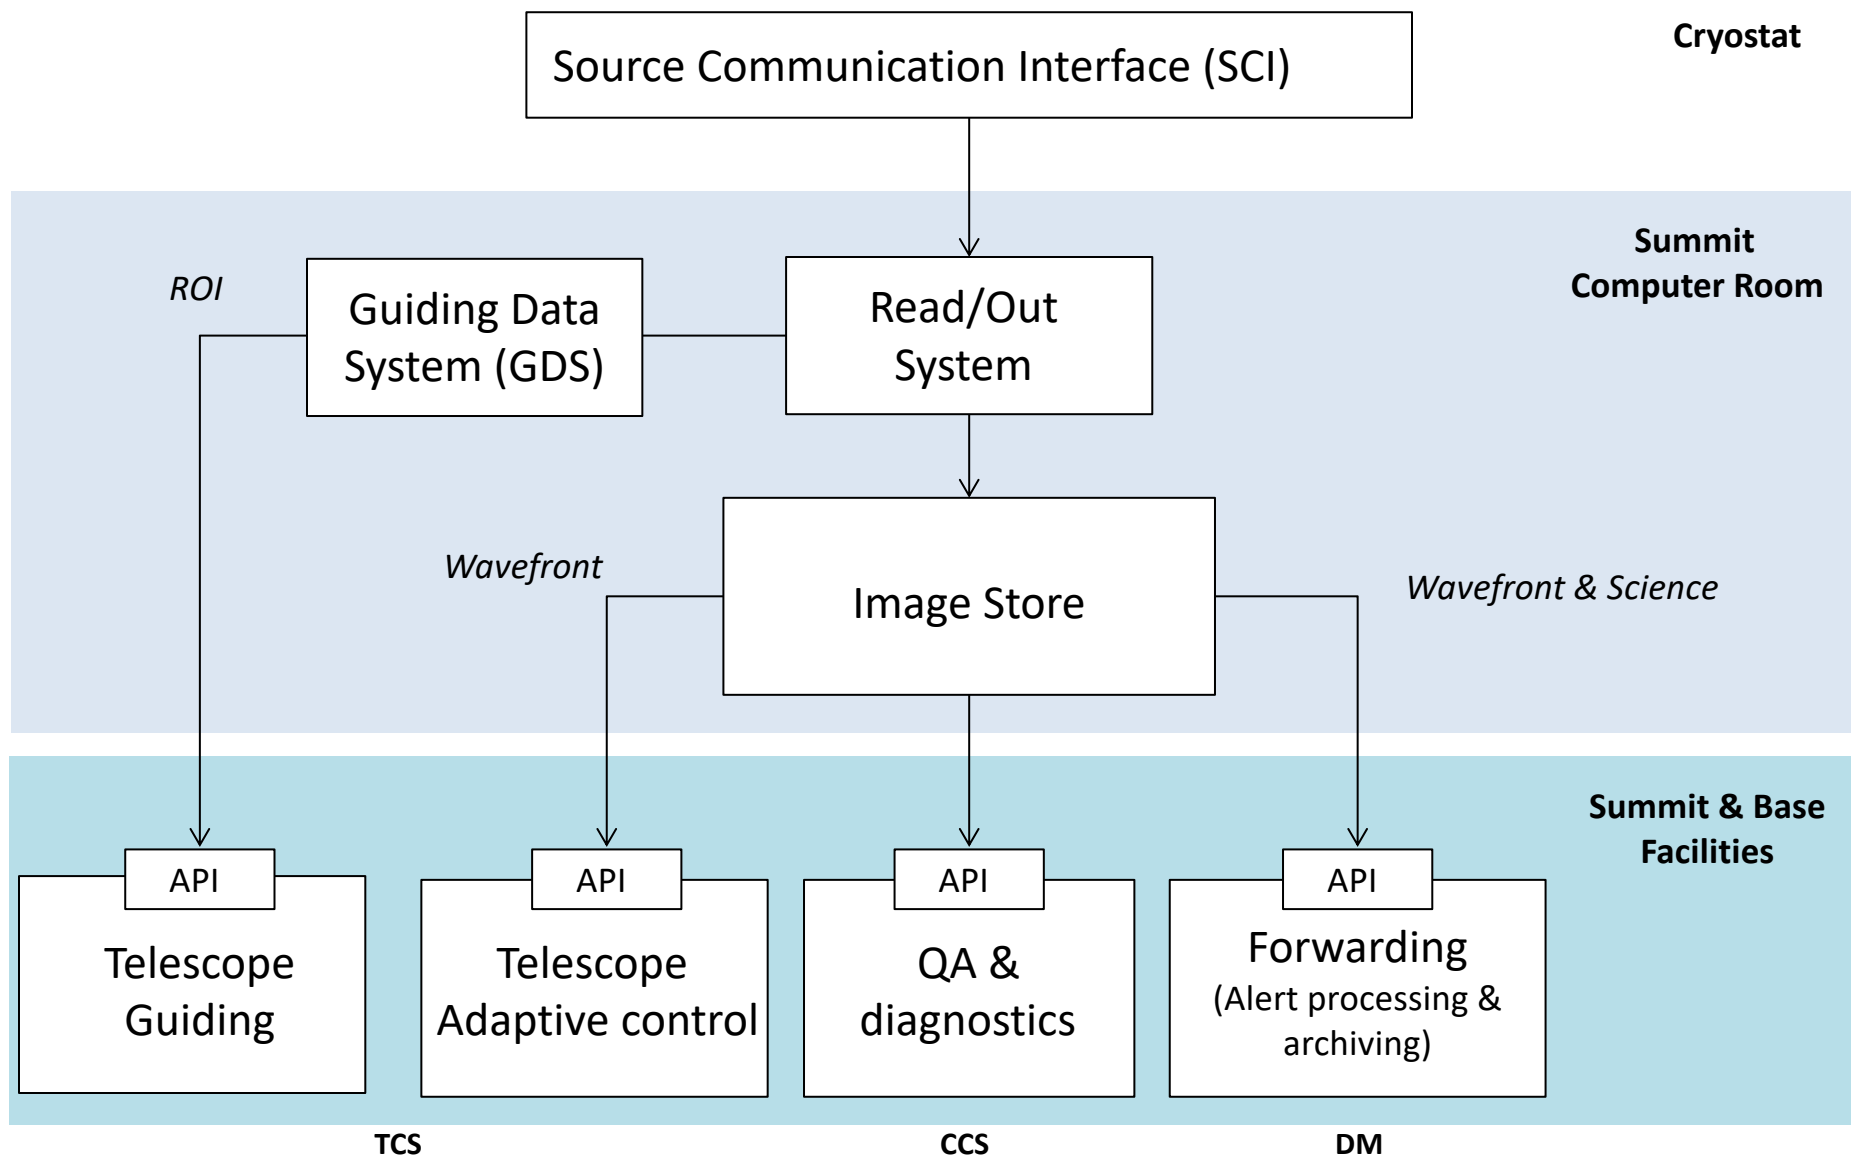 Cryostat
Source Communication Interface (SCI)
Summit
Computer Room
ROI
Guiding Data
System (GDS)
Read/Out
System
Wavefront
Image Store
Wavefront & Science
Summit & Base
Facilities
API
Telescope
Guiding
API
Telescope
Adaptive control
API
QA &
diagnostics
API
Forwarding
(Alert processing &
archiving)
TCS
CCS
DM